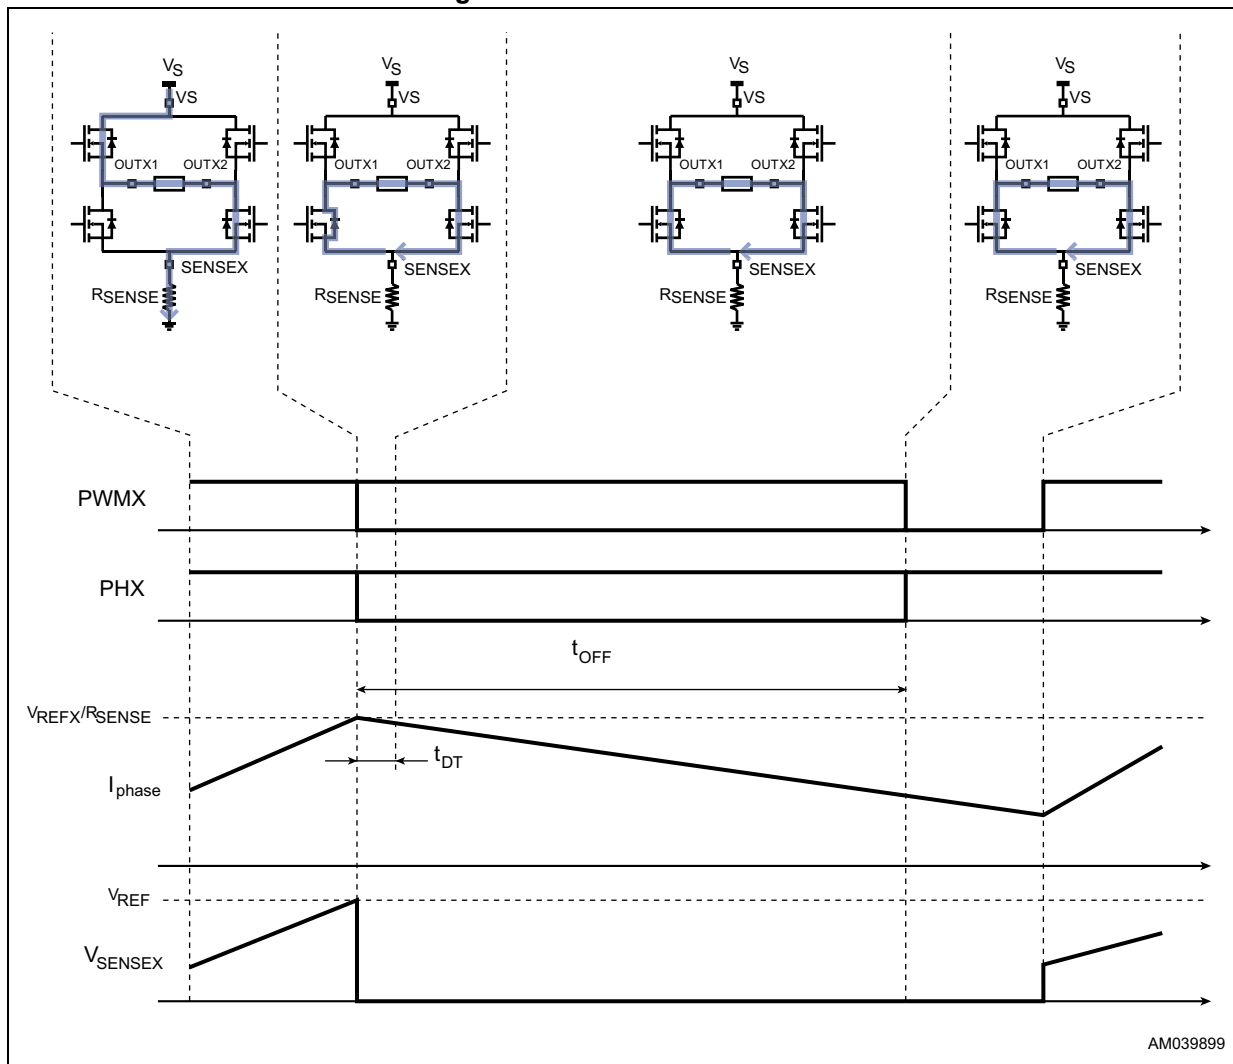 g
VS VS VS VS
VS VS VS VS
OUTX1 OUTX2 OUTX1 OUTX2 OUTX1 OUTX2 OUTX1 OUTX2
SENSEX SENSEX SENSEX SENSEX
RSENSE RSENSE RSENSE RSENSE
PWMX
PHX
tOFF
VREFX/RSENSE
tDT
Iphase
VREF
VSENSEX
AM039899